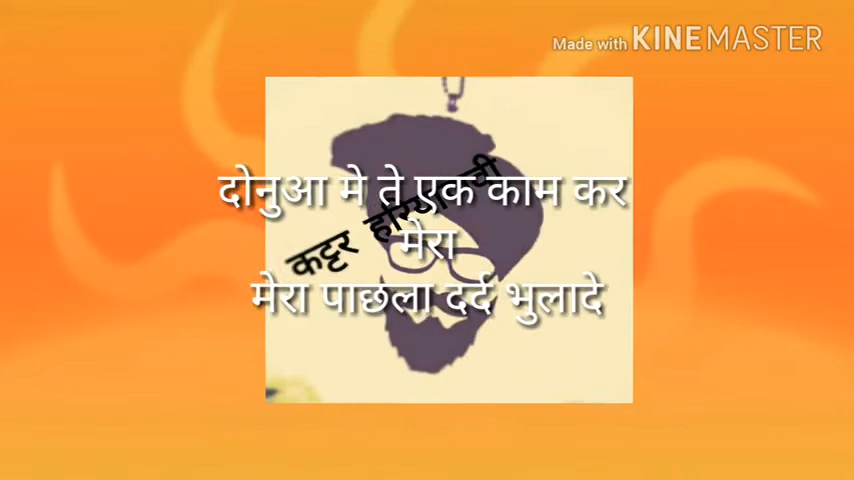 Made with KINEMASTER
दोनुआ मे ते एक काम कर
मेरा
मेरा पाछला दर्द भुलादे
कट्टर